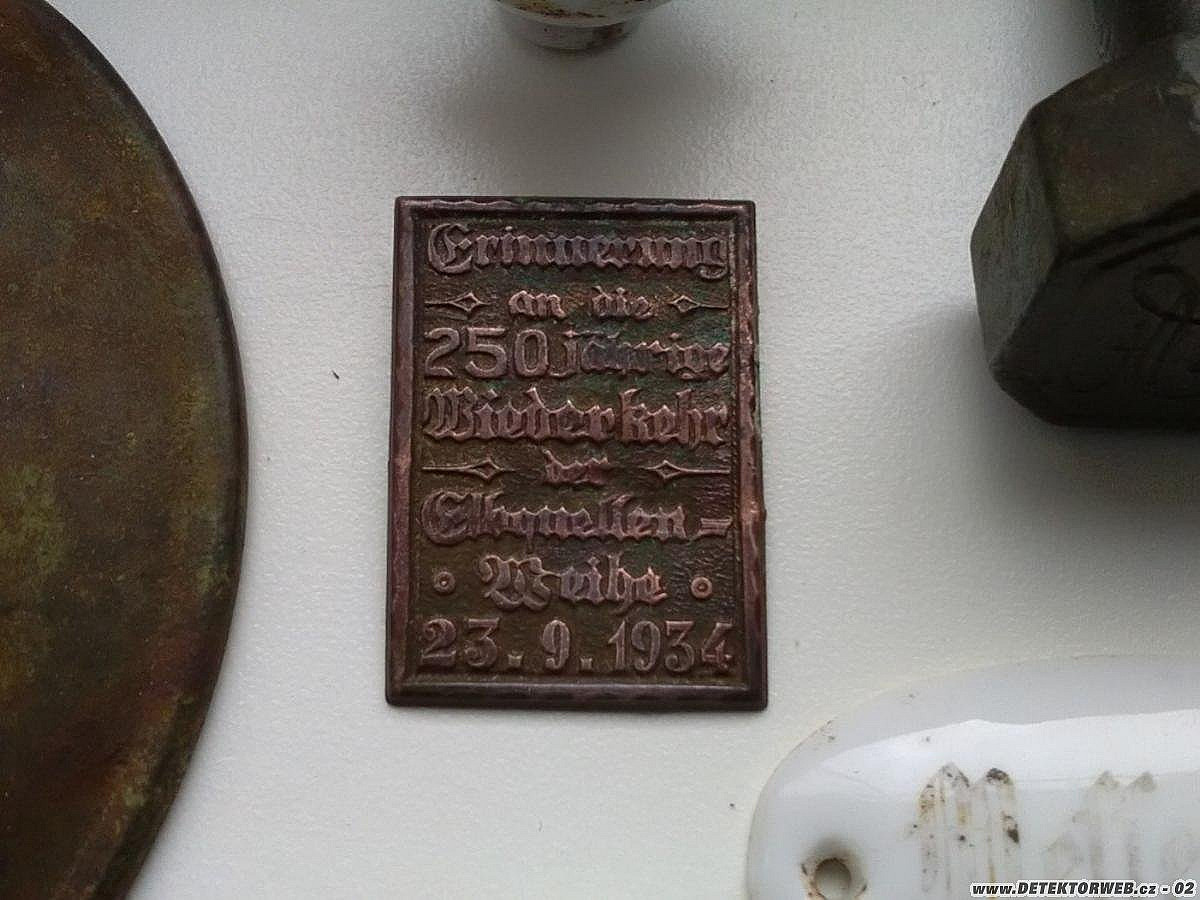 Erinnerung
an die
250 jährige
Wiederkehr
der
Elbquellen-
Weihe
23. 9. 1934
www.DETEKTORWEB.cz - 02